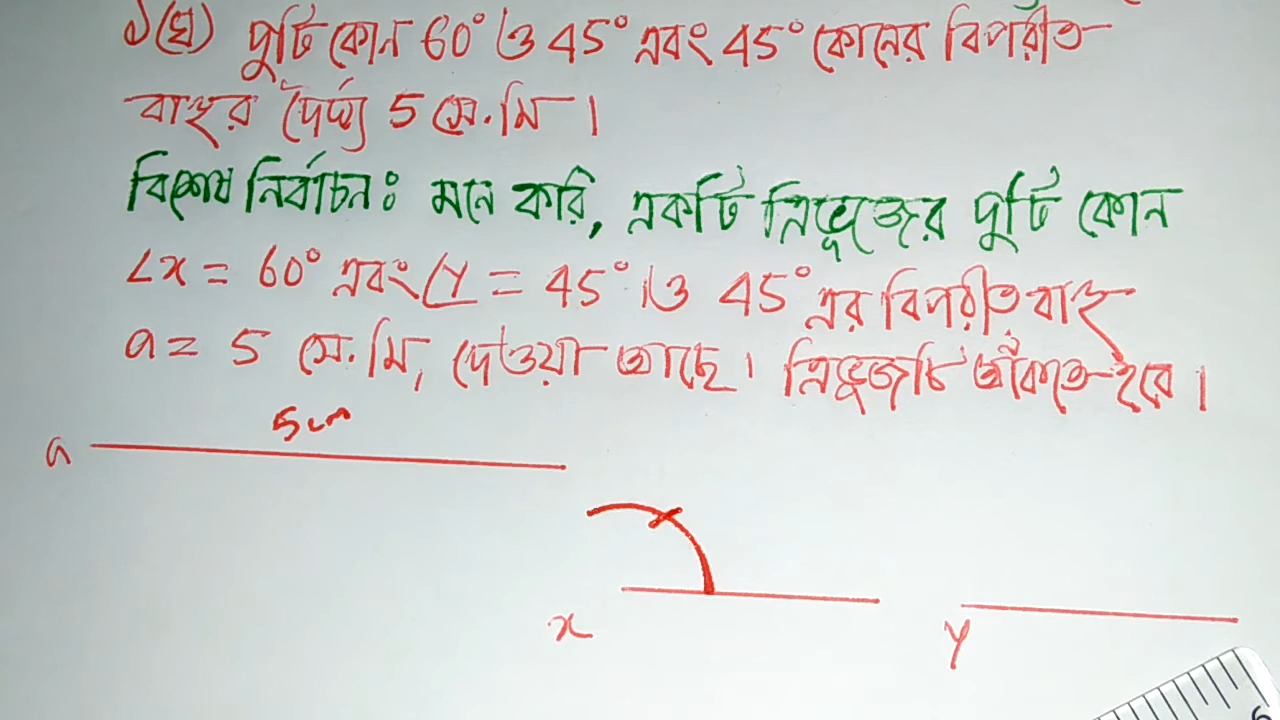 ১(ঘ) দুটি কোন 60° ও 45° এবং 45° কোনের বিপরীত
বাহুর দৈর্ঘ্য 5 সে.মি।
বিশেষ নির্বাচন: মনে করি, একটি ত্রিভূজের দুটি কোন
∠x = 60° এবং ∠y = 45° ও 45° এর বিপরীত বাহু
a = 5 সে.মি, দেওয়া আছে। ত্রিভুজটি আঁকতে হবে।
5cm
a
x
y
6